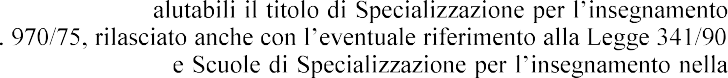 alutabili il titolo di Specializzazione per l'insegnamento
. 970/75, rilasciato anche con l'eventuale riferimento alla Legge 341/90
e Scuole di Specializzazione per l'insegnamento nella